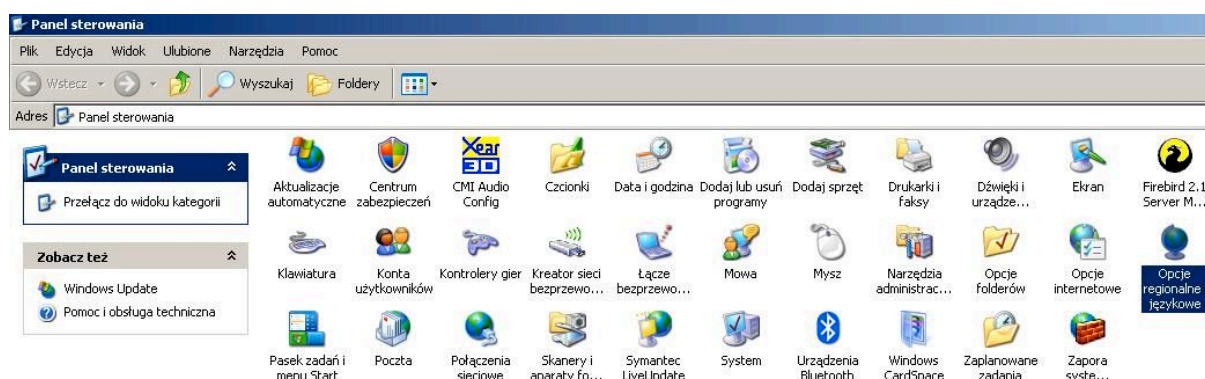 Panel sterowania
Plik Edycja Widok Ulubione Narzędzia Pomoc
Wstecz Wyszukaj Foldery
Adres Panel sterowania
Panel sterowania
Przełącz do widoku kategorii
Zobacz też
Windows Update
Pomoc i obsługa techniczna
Aktualizacje automatyczne
Centrum zabezpieczeń
Xear 3D
CMI Audio Config
Czcionki
Data i godzina
Dodaj lub usuń programy
Dodaj sprzęt
Drukarki i faksy
Dźwięki i urządze...
Ekran
Firebird 2.1 Server M...
Klawiatura
Konta użytkowników
Kontrolery gier
Kreator sieci bezprzewo...
Łącze bezprzewo...
Mowa
Mysz
Narzędzia administrac...
Opcje folderów
Opcje internetowe
Opcje regionalne językowe
Pasek zadań i menu Start
Poczta
Połączenia sieciowe
Skanery i aparaty fo...
Symantec LiveUpdate
System
Urządzenia Bluetooth
Windows CardSpace
Zaplanowane zadania
Zapora syste...